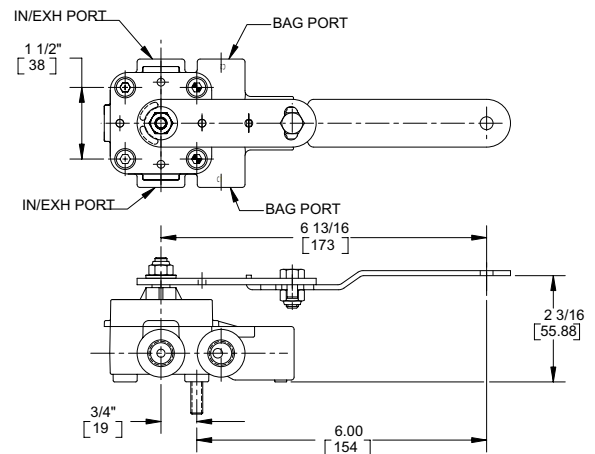 IN/EXH PORT
BAG PORT
1 1/2"
[38]
IN/EXH PORT
BAG PORT
6 13/16
[173]
2 3/16
[55.88]
3/4"
[19]
6.00
[154]